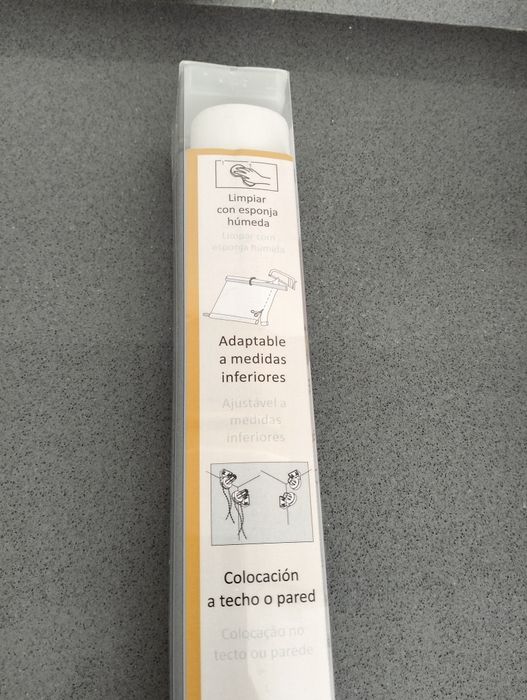 Limpiar
con esponja
húmeda
Limpar com
esponja húmida
Adaptable
a medidas
inferiores
Ajustável a
medidas
inferiores
Colocación
a techo o pared
Colocação no
tecto ou parede